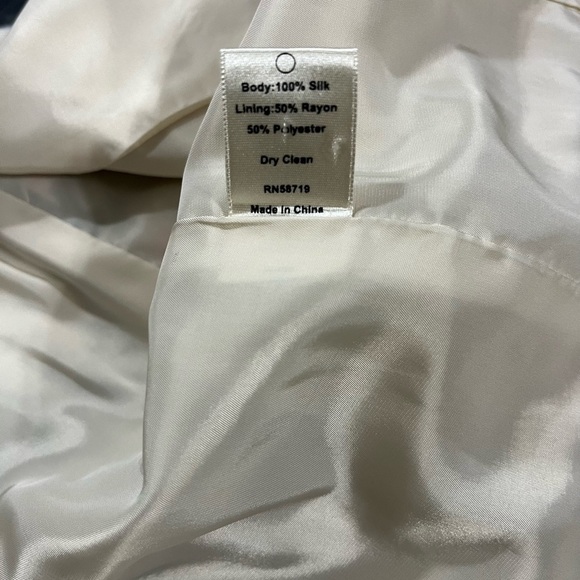 Body:100% Silk
Lining:50% Rayon
50% Polyester
Dry Clean
RN58719
Made in China